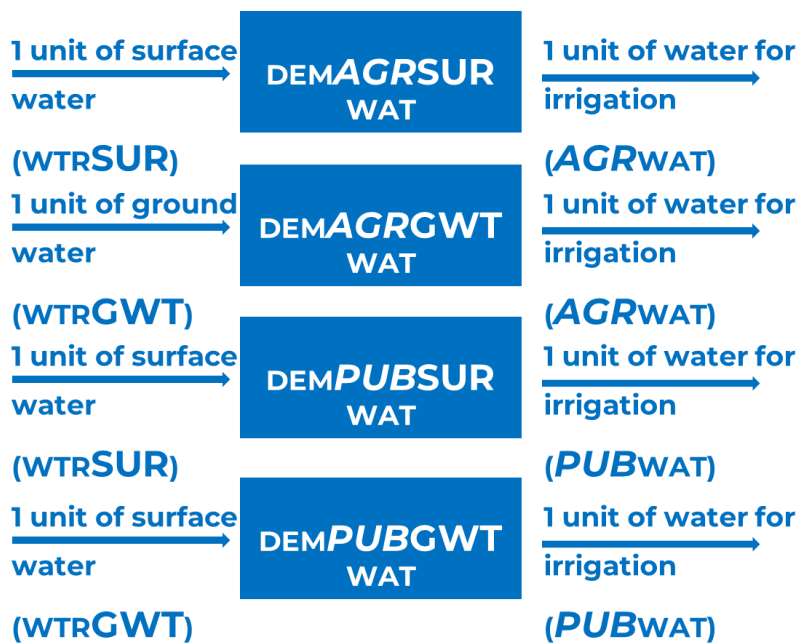 1 unit of surface
water
(WTRSUR)
DEMAGRSUR
WAT
1 unit of water for
irrigation
(AGRWAT)
1 unit of ground
water
(WTRGWT)
DEMAGRGWT
WAT
1 unit of water for
irrigation
(AGRWAT)
1 unit of surface
water
(WTRSUR)
DEMPUBSUR
WAT
1 unit of water for
irrigation
(PUBWAT)
1 unit of surface
water
(WTRGWT)
DEMPUBGWT
WAT
1 unit of water for
irrigation
(PUBWAT)